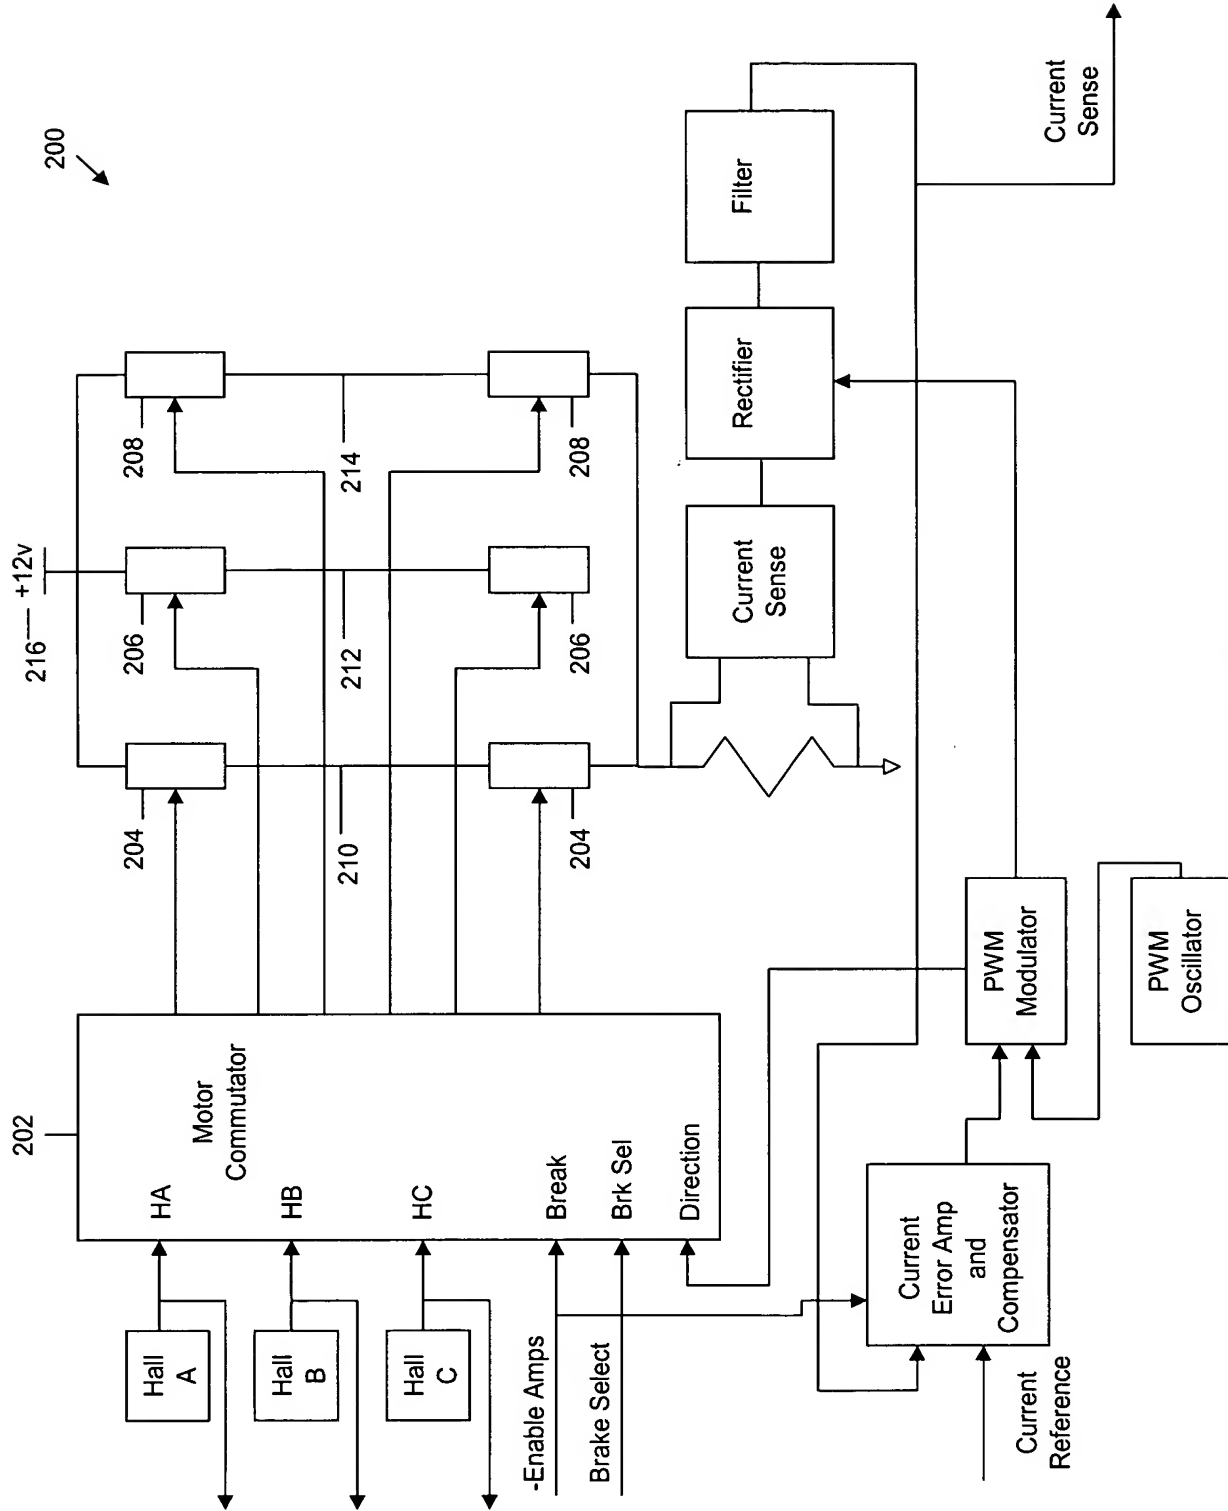 200
216
+12v
208
206
204
214
212
210
208
206
204
202
Motor
Commutator
HA
HB
HC
Break
Brk Sel
Direction
Hall
A
Hall
B
Hall
C
-Enable Amps
Brake Select
Current
Sense
Rectifier
Filter
Current
Sense
PWM
Modulator
PWM
Oscillator
Current
Error Amp
and
Compensator
Current
Reference